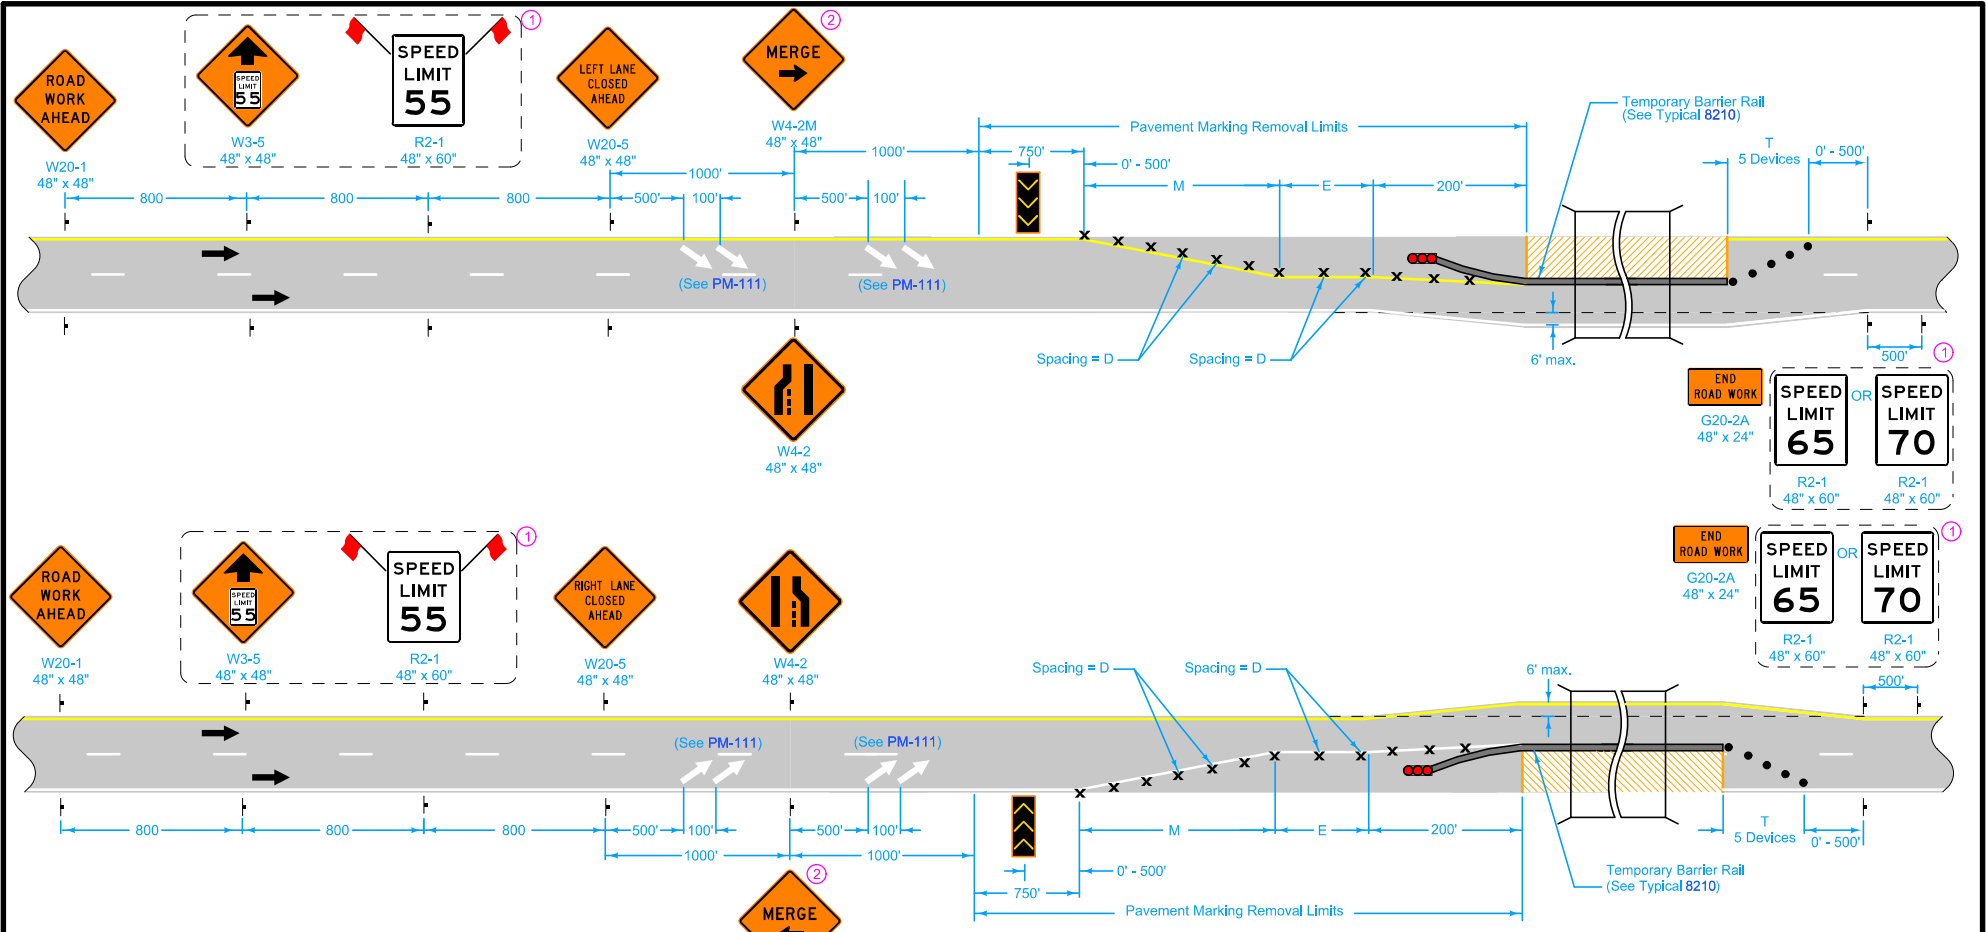 ROAD
WORK
AHEAD
W20-1
48" x 48"
SPEED
LIMIT
55
W3-5
48" x 48"
SPEED
LIMIT
55
R2-1
48" x 60"
1
LEFT LANE
CLOSED
AHEAD
W20-5
48" x 48"
MERGE
2
W4-2M
48" x 48"
800
800
800
1000'
500'
100'
1000'
500'
100'
Pavement Marking Removal Limits
750'
0' - 500'
M
E
200'
Temporary Barrier Rail
(See Typical 8210)
T
5 Devices
0' - 500'
(See PM-111)
(See PM-111)
Spacing = D
Spacing = D
6' max.
500'
1
W4-2
48" x 48"
END
ROAD WORK
G20-2A
48" x 24"
SPEED
LIMIT
65
OR
SPEED
LIMIT
70
R2-1
48" x 60"
R2-1
48" x 60"
ROAD
WORK
AHEAD
W20-1
48" x 48"
SPEED
LIMIT
55
W3-5
48" x 48"
SPEED
LIMIT
55
R2-1
48" x 60"
1
RIGHT LANE
CLOSED
AHEAD
W20-5
48" x 48"
W4-2
48" x 48"
END
ROAD WORK
G20-2A
48" x 24"
SPEED
LIMIT
65
OR
SPEED
LIMIT
70
1
R2-1
48" x 60"
R2-1
48" x 60"
Spacing = D
Spacing = D
6' max.
500'
(See PM-111)
(See PM-111)
800
800
800
500'
100'
1000'
500'
100'
1000'
M
E
200'
0' - 500'
750'
Pavement Marking Removal Limits
T
5 Devices
0' - 500'
Temporary Barrier Rail
(See Typical 8210)
2
MERGE